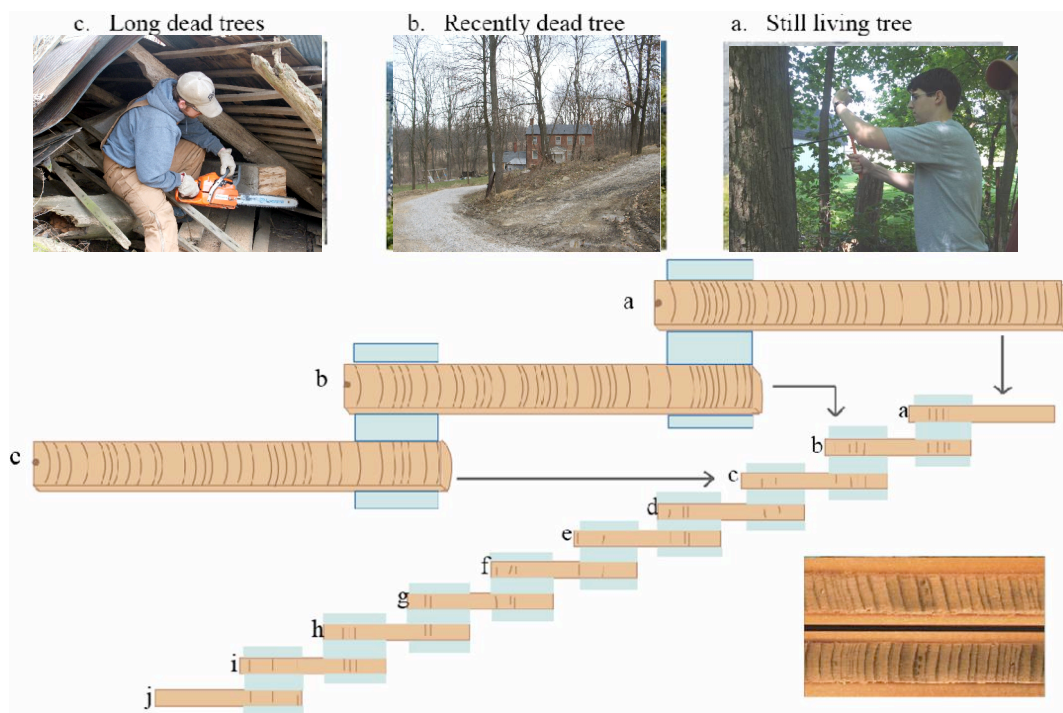 c. Long dead trees
b. Recently dead tree
a. Still living tree
a
b
c
a
b
c
d
e
f
g
h
i
j